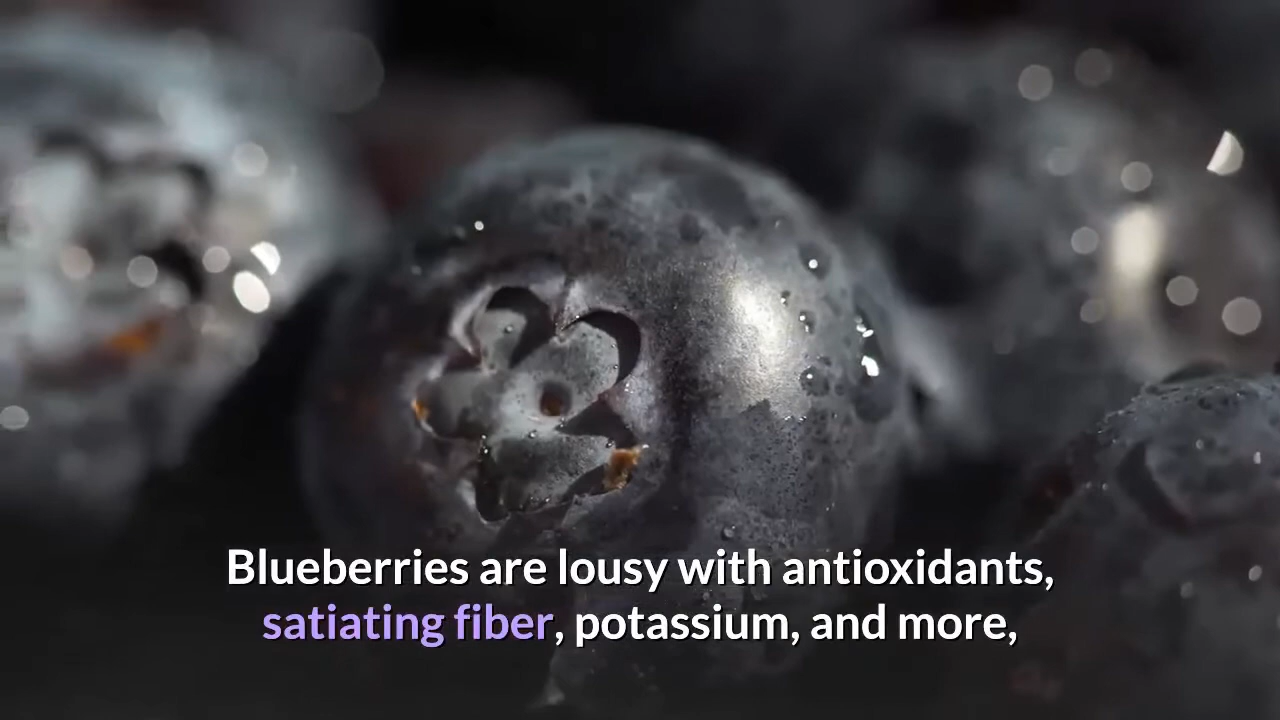 Blueberries are lousy with antioxidants,
satiating fiber, potassium, and more,